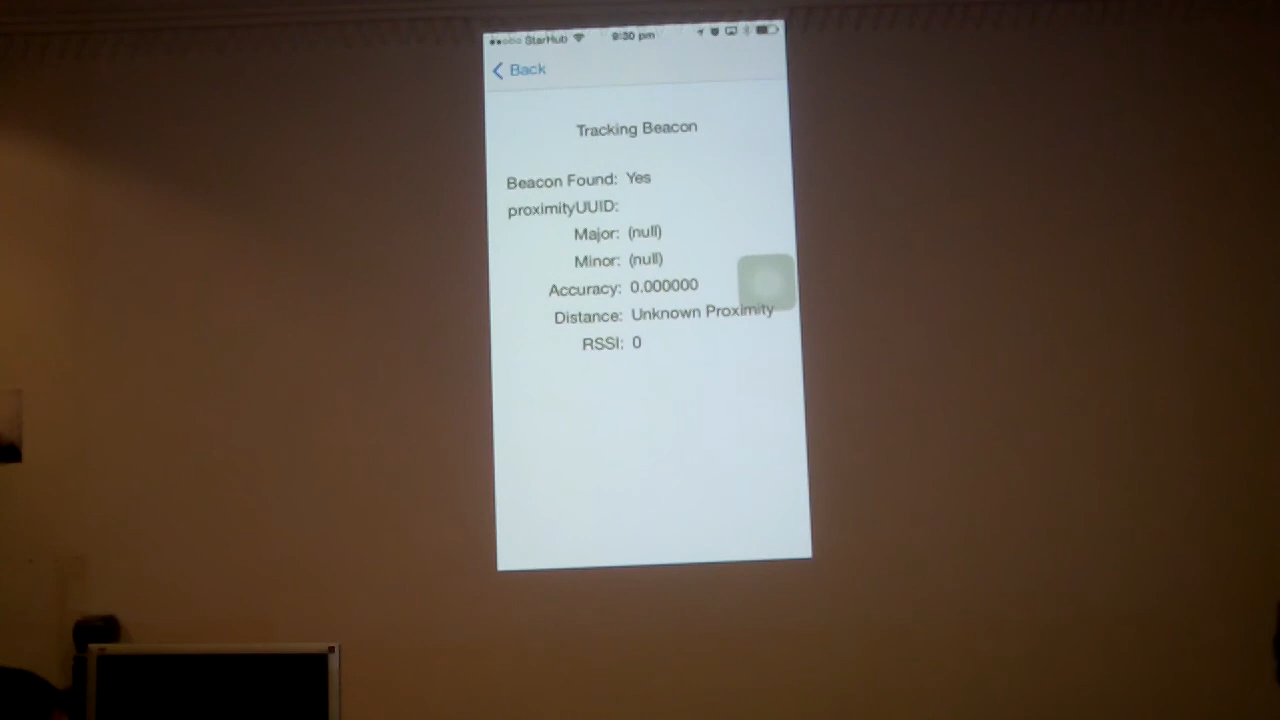 StarHub 9:30 pm
Back
Tracking Beacon
Beacon Found: Yes
proximityUUID:
Major: (null)
Minor: (null)
Accuracy: 0.000000
Distance: Unknown Proximity
RSSI: 0